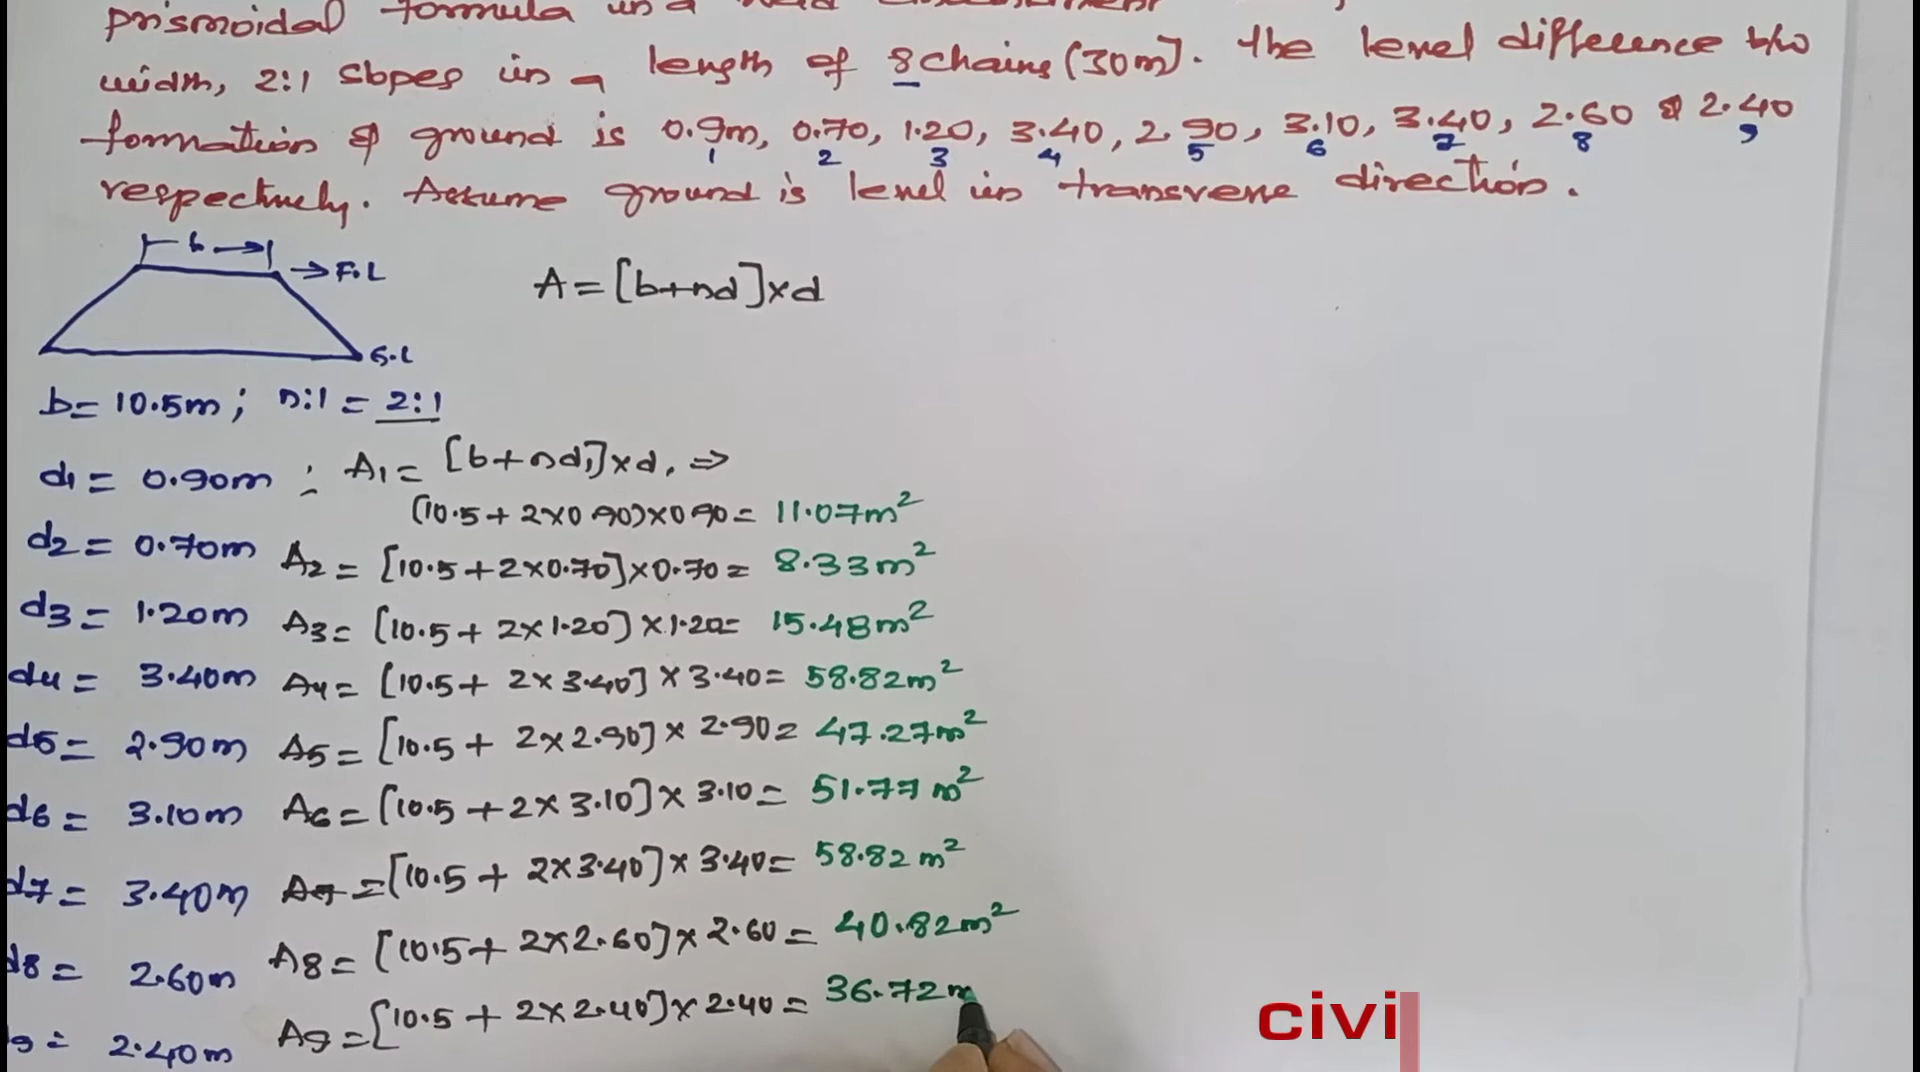 prismoidal formula in a
width, 2:1 slopes in a length of 8 chains (30m). The level difference b/w
formation & ground is 0.9m, 0.70, 1.20, 3.40, 2.90, 3.10, 3.40, 2.60 & 2.40
1 2 3 4 5 6 7 8 9
respectively. Assume ground is level in transverse direction.
b
F.L
A = [b+nd]×d
G.L
b = 10.5m; n:1 = 2:1
d1 = 0.90m : A1 = [b+nd1]×d1 ⇒
(10.5 + 2×0.90)×0.90 = 11.07m²
d2 = 0.70m A2 = [10.5+2×0.70]×0.70 = 8.33m²
d3 = 1.20m A3 = [10.5 + 2×1.20]×1.20 = 15.48m²
d4 = 3.40m A4 = [10.5 + 2×3.40]×3.40 = 58.82m²
d5 = 2.90m A5 = [10.5 + 2×2.90]×2.90 = 47.27m²
d6 = 3.10m A6 = [10.5 + 2×3.10]×3.10 = 51.77m²
d7 = 3.40m A7 = [10.5 + 2×3.40]×3.40 = 58.82m²
d8 = 2.60m A8 = [10.5 + 2×2.60]×2.60 = 40.82m²
9 = 2.40m A9 = [10.5 + 2×2.40]×2.40 = 36.72m
civi